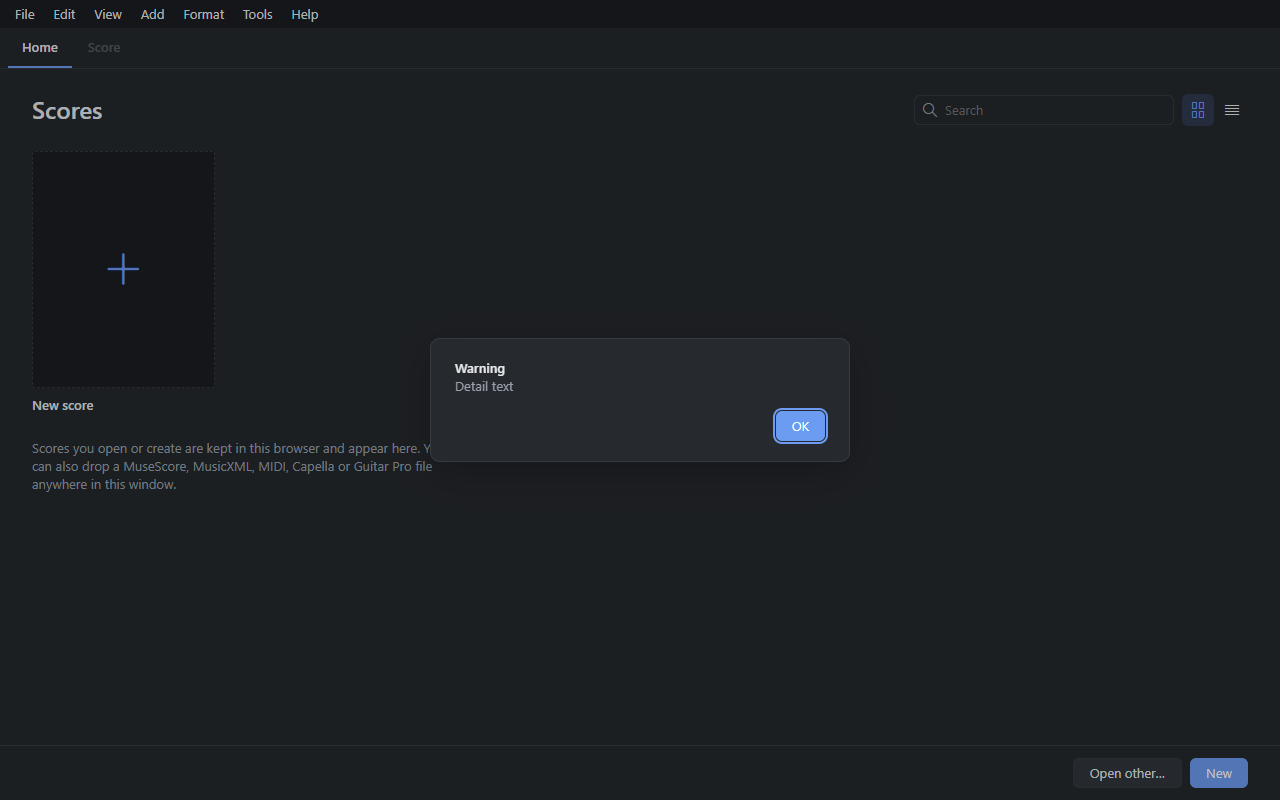 File Edit View Add Format Tools Help
Home Score
Scores
Search
New score
Scores you open or create are kept in this browser and appear here. Y
can also drop a MuseScore, MusicXML, MIDI, Capella or Guitar Pro file
anywhere in this window.
Warning
Detail text
OK
Open other...
New